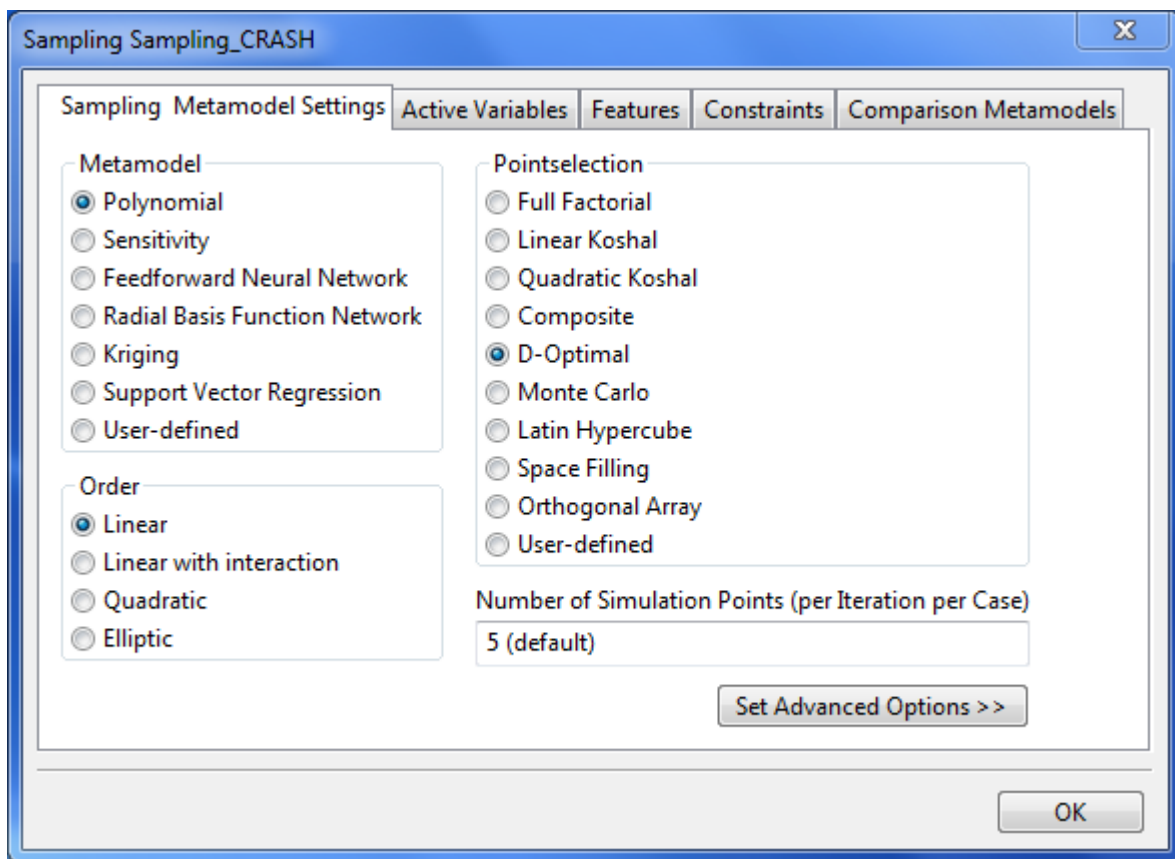 Sampling Sampling_CRASH
Sampling Metamodel Settings
Active Variables
Features
Constraints
Comparison Metamodels
Metamodel
Polynomial
Sensitivity
Feedforward Neural Network
Radial Basis Function Network
Kriging
Support Vector Regression
User-defined
Order
Linear
Linear with interaction
Quadratic
Elliptic
Pointselection
Full Factorial
Linear Koshal
Quadratic Koshal
Composite
D-Optimal
Monte Carlo
Latin Hypercube
Space Filling
Orthogonal Array
User-defined
Number of Simulation Points (per Iteration per Case)
5 (default)
Set Advanced Options >>
OK